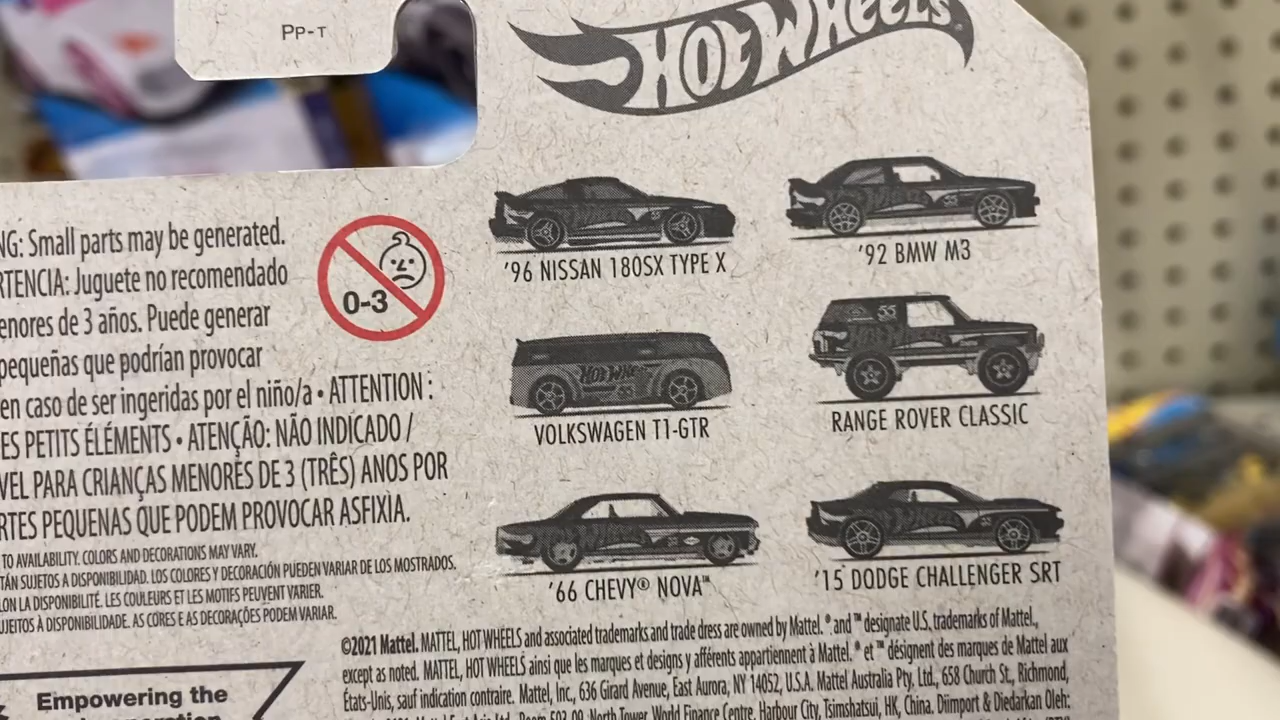 PP-T
HOT WHEELS
NG: Small parts may be generated.
RTENCIA: Juguete no recomendado
enores de 3 años. Puede generar
pequeñas que podrían provocar
en caso de ser ingeridas por el niño/a • ATTENTION :
ES PETITS ÉLÉMENTS • ATENÇÃO: NÃO INDICADO /
VEL PARA CRIANÇAS MENORES DE 3 (TRÊS) ANOS POR
RTES PEQUENAS QUE PODEM PROVOCAR ASFIXIA.
0-3
TO AVAILABILITY. COLORS AND DECORATIONS MAY VARY.
TÁN SUJETOS A DISPONIBILIDAD. LOS COLORES Y DECORACIÓN PUEDEN VARIAR DE LOS MOSTRADOS.
LON LA DISPONIBILITÉ. LES COULEURS ET LES MOTIFS PEUVENT VARIER.
UJEITOS À DISPONIBILIDADE. AS CORES E AS DECORAÇÕES PODEM VARIAR.
'96 NISSAN 180SX TYPE X
'92 BMW M3
VOLKSWAGEN T1-GTR
RANGE ROVER CLASSIC
'66 CHEVY® NOVA™
'15 DODGE CHALLENGER SRT
©2021 Mattel. MATTEL, HOT WHEELS and associated trademarks and trade dress are owned by Mattel. ® and ™ designate U.S. trademarks of Mattel,
except as noted. MATTEL, HOT WHEELS ainsi que les marques et designs y afférents appartiennent à Mattel. ® et ™ désignent des marques de Mattel aux
États-Unis, sauf indication contraire. Mattel, Inc., 636 Girard Avenue, East Aurora, NY 14052, U.S.A. Mattel Australia Pty. Ltd., 658 Church St., Richmond,
North Tower, World Finance Centre, Harbour City, Tsimshatsui, HK, China. Diimport & Diedarkan Oleh:
Empowering the